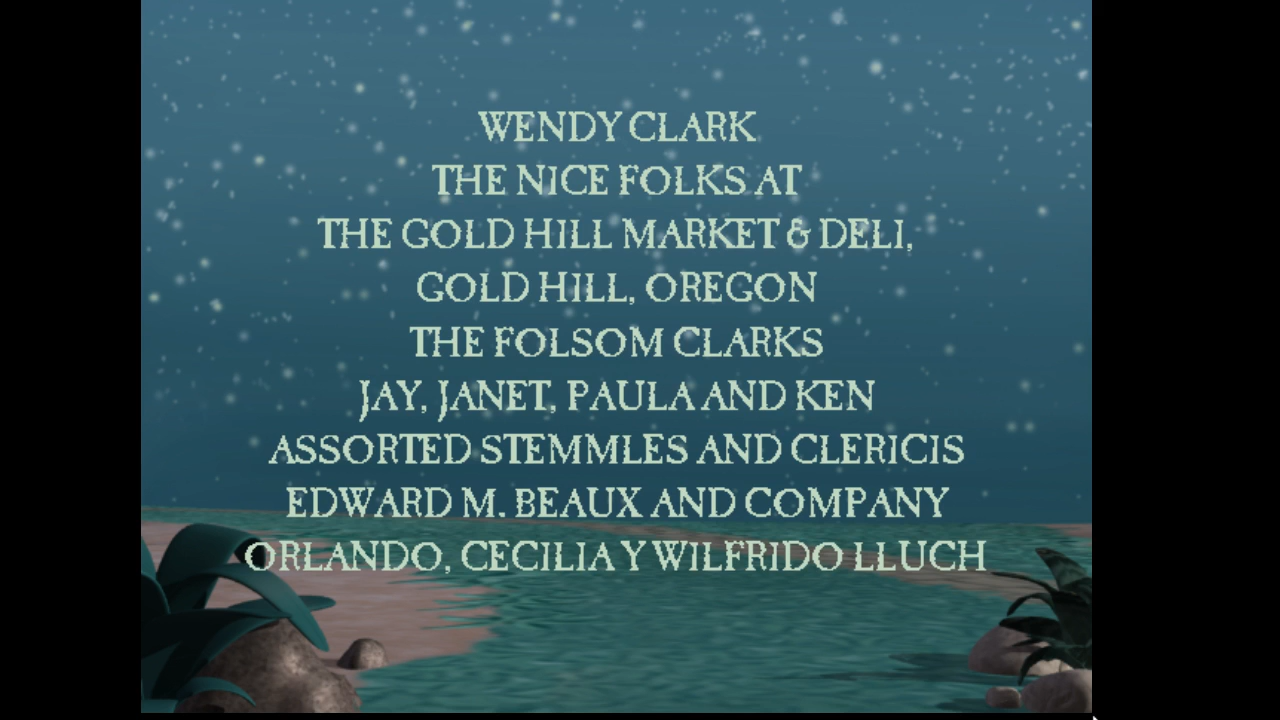 WENDY CLARK
THE NICE FOLKS AT
THE GOLD HILL MARKET & DELI,
GOLD HILL, OREGON
THE FOLSOM CLARKS
JAY, JANET, PAULA AND KEN
ASSORTED STEMMLES AND CLERICIS
EDWARD M. BEAUX AND COMPANY
ORLANDO, CECILIA Y WILFRIDO LLUCH